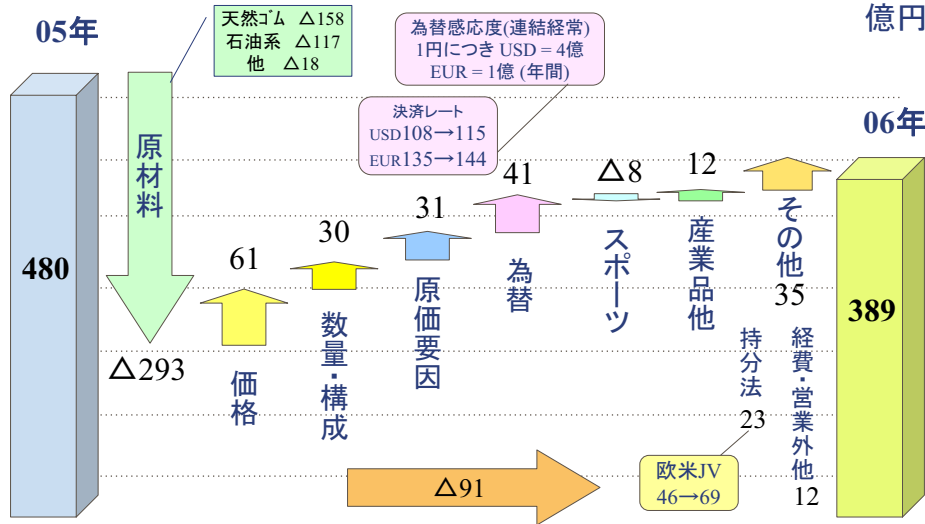 億円
05年
天然ゴム △158
石油系 △117
他 △18
為替感応度(連結経常)
1円につき USD = 4億
EUR = 1億 (年間)
決済レート
USD108→115
EUR135→144
06年
480
原材料
△293
61
価格
30
数量・構成
31
原価要因
41
為替
△8
スポーツ
12
産業品他
その他
35
持分法
23
経費・営業外他
12
欧米JV
46→69
△91
389